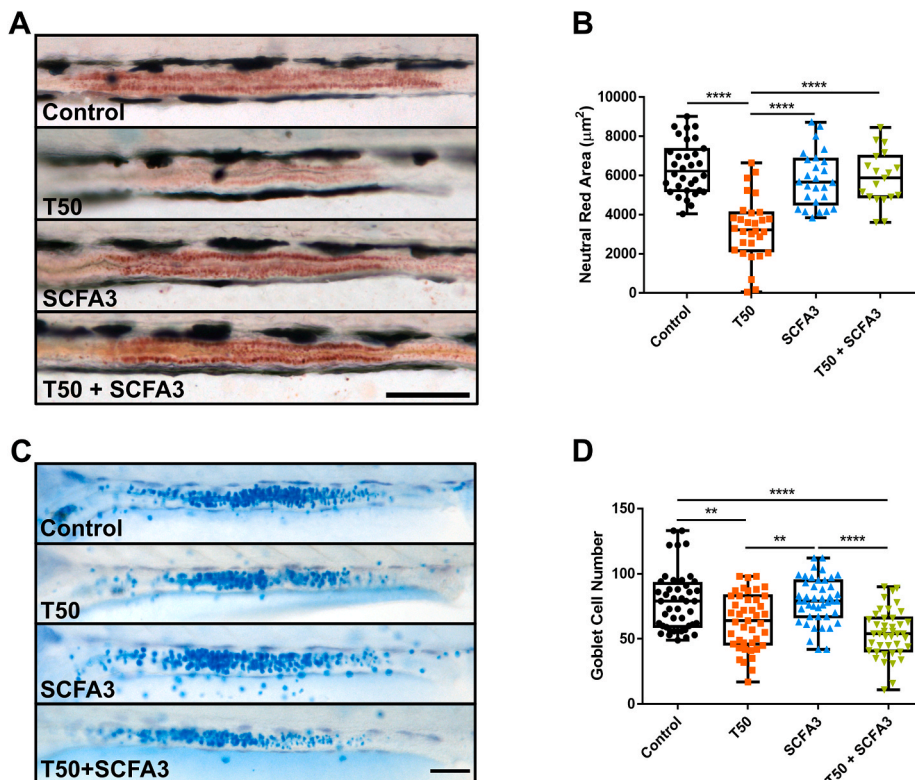 A
Control
T50
SCFA3
T50 + SCFA3
B
Neutral Red Area (μm²)
10000
8000
6000
4000
2000
0
****
****
****
Control
T50
SCFA3
T50 + SCFA3
C
Control
T50
SCFA3
T50+SCFA3
D
Goblet Cell Number
150
100
50
0
****
**
**
****
Control
T50
SCFA3
T50 + SCFA3